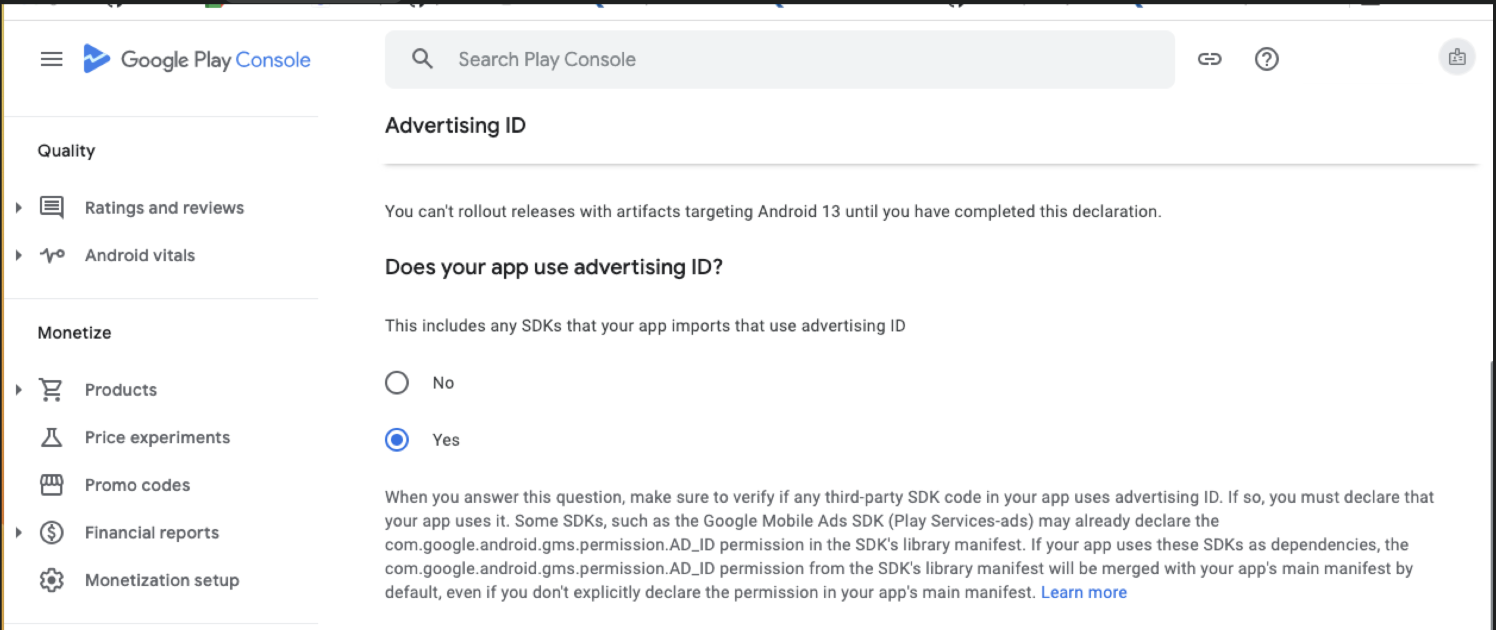 Google Play Console
Search Play Console
Advertising ID
Quality
Ratings and reviews
Android vitals
Monetize
Products
Price experiments
Promo codes
Financial reports
Monetization setup
You can't rollout releases with artifacts targeting Android 13 until you have completed this declaration.
Does your app use advertising ID?
This includes any SDKs that your app imports that use advertising ID
No
Yes
When you answer this question, make sure to verify if any third-party SDK code in your app uses advertising ID. If so, you must declare that
your app uses it. Some SDKs, such as the Google Mobile Ads SDK (Play Services-ads) may already declare the
com.google.android.gms.permission.AD_ID permission in the SDK's library manifest. If your app uses these SDKs as dependencies, the
com.google.android.gms.permission.AD_ID permission from the SDK's library manifest will be merged with your app's main manifest by
default, even if you don't explicitly declare the permission in your app's main manifest. Learn more